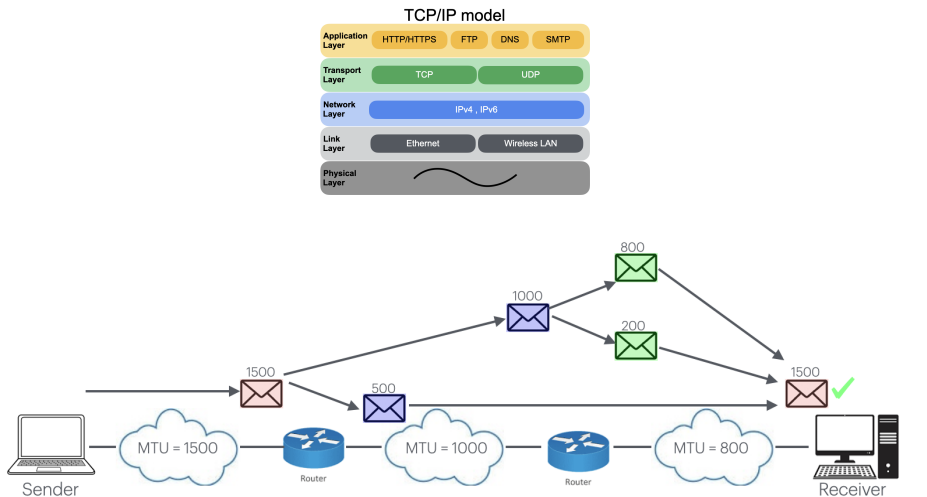 TCP/IP model
Application
Layer
HTTP/HTTPS
FTP
DNS
SMTP
Transport
Layer
TCP
UDP
Network
Layer
IPv4 , IPv6
Link
Layer
Ethernet
Wireless LAN
Physical
Layer
800
1000
200
1500
500
1500
MTU = 1500
MTU = 1000
MTU = 800
Router
Router
Sender
Receiver